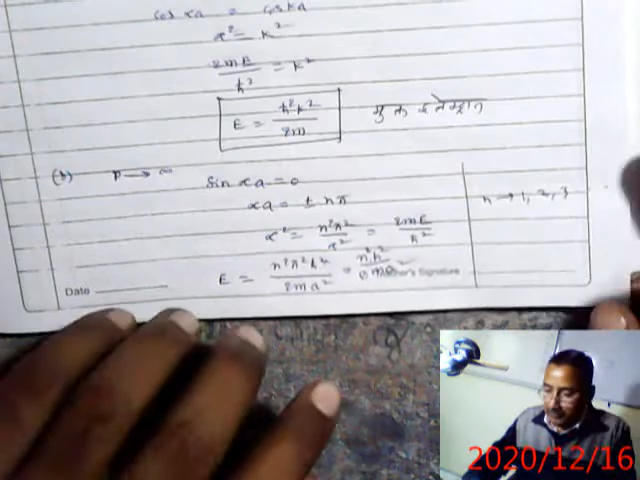 cos αa = cos ka
α² = k²
2mE/ħ² = k²
E = ħ²k²/2m मुक्त इलेक्ट्रान
(b) P → ∞ sin αa = 0
αa = ± nπ n → 1, 2, 3
α² = n²π²/a² = 2mE/ħ²
E = n²π²ħ²/2ma² = n²h²/8ma²
Date Teacher's Signature
2020/12/16